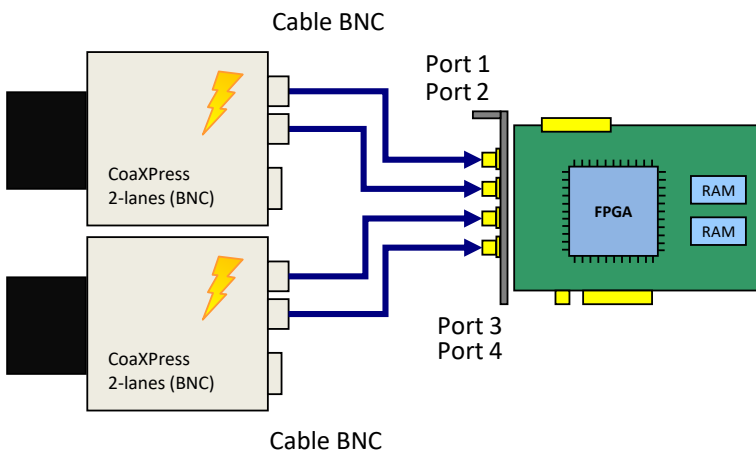 Cable BNC
Port 1
Port 2
CoaXPress
2-lanes (BNC)
FPGA
RAM
RAM
Port 3
Port 4
CoaXPress
2-lanes (BNC)
Cable BNC